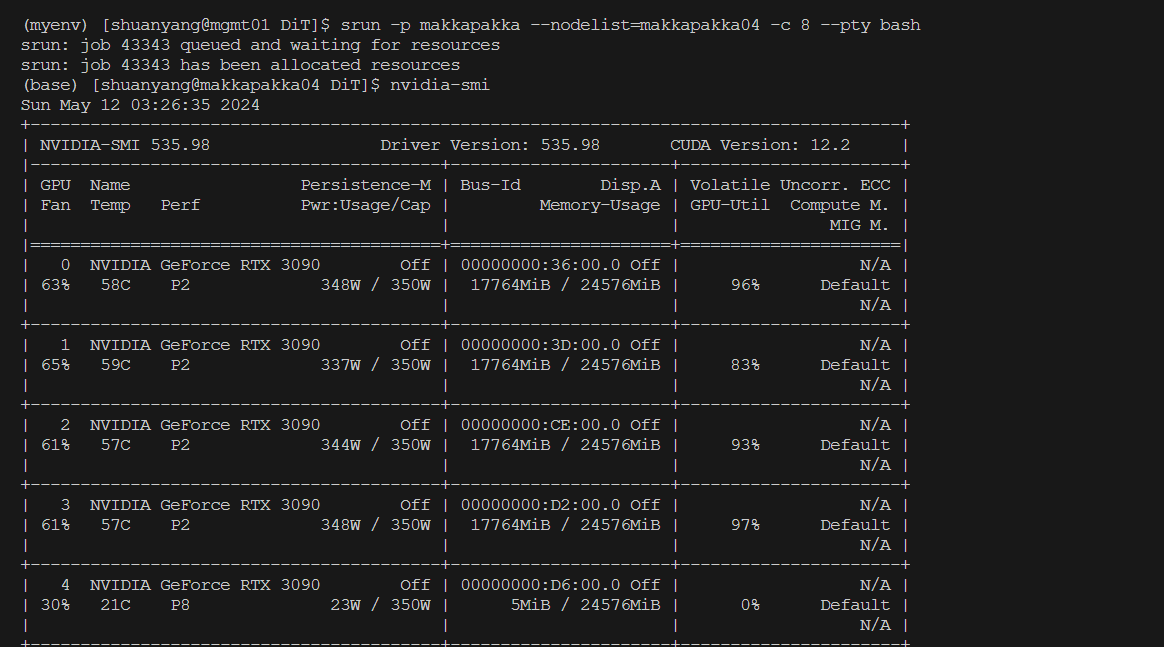 (myenv) [shuanyang@mgmt01 DiT]$ srun -p makkapakka --nodelist=makkapakka04 -c 8 --pty bash
srun: job 43343 queued and waiting for resources
srun: job 43343 has been allocated resources
(base) [shuanyang@makkapakka04 DiT]$ nvidia-smi
Sun May 12 03:26:35 2024
+---------------------------------------------------------------------------------------+
| NVIDIA-SMI 535.98                 Driver Version: 535.98       CUDA Version: 12.2     |
|-----------------------------------------+----------------------+----------------------+
| GPU  Name                 Persistence-M | Bus-Id        Disp.A | Volatile Uncorr. ECC |
| Fan  Temp   Perf          Pwr:Usage/Cap |         Memory-Usage | GPU-Util  Compute M. |
|                                         |                      |               MIG M. |
|=========================================+======================+======================|
|   0  NVIDIA GeForce RTX 3090        Off | 00000000:36:00.0 Off |                  N/A |
| 63%   58C    P2             348W / 350W |  17764MiB / 24576MiB |     96%      Default |
|                                         |                      |                  N/A |
+-----------------------------------------+----------------------+----------------------+
|   1  NVIDIA GeForce RTX 3090        Off | 00000000:3D:00.0 Off |                  N/A |
| 65%   59C    P2             337W / 350W |  17764MiB / 24576MiB |     83%      Default |
|                                         |                      |                  N/A |
+-----------------------------------------+----------------------+----------------------+
|   2  NVIDIA GeForce RTX 3090        Off | 00000000:CE:00.0 Off |                  N/A |
| 61%   57C    P2             344W / 350W |  17764MiB / 24576MiB |     93%      Default |
|                                         |                      |                  N/A |
+-----------------------------------------+----------------------+----------------------+
|   3  NVIDIA GeForce RTX 3090        Off | 00000000:D2:00.0 Off |                  N/A |
| 61%   57C    P2             348W / 350W |  17764MiB / 24576MiB |     97%      Default |
|                                         |                      |                  N/A |
+-----------------------------------------+----------------------+----------------------+
|   4  NVIDIA GeForce RTX 3090        Off | 00000000:D6:00.0 Off |                  N/A |
| 30%   21C    P8              23W / 350W |      5MiB / 24576MiB |      0%      Default |
|                                         |                      |                  N/A |
+-----------------------------------------+----------------------+----------------------+